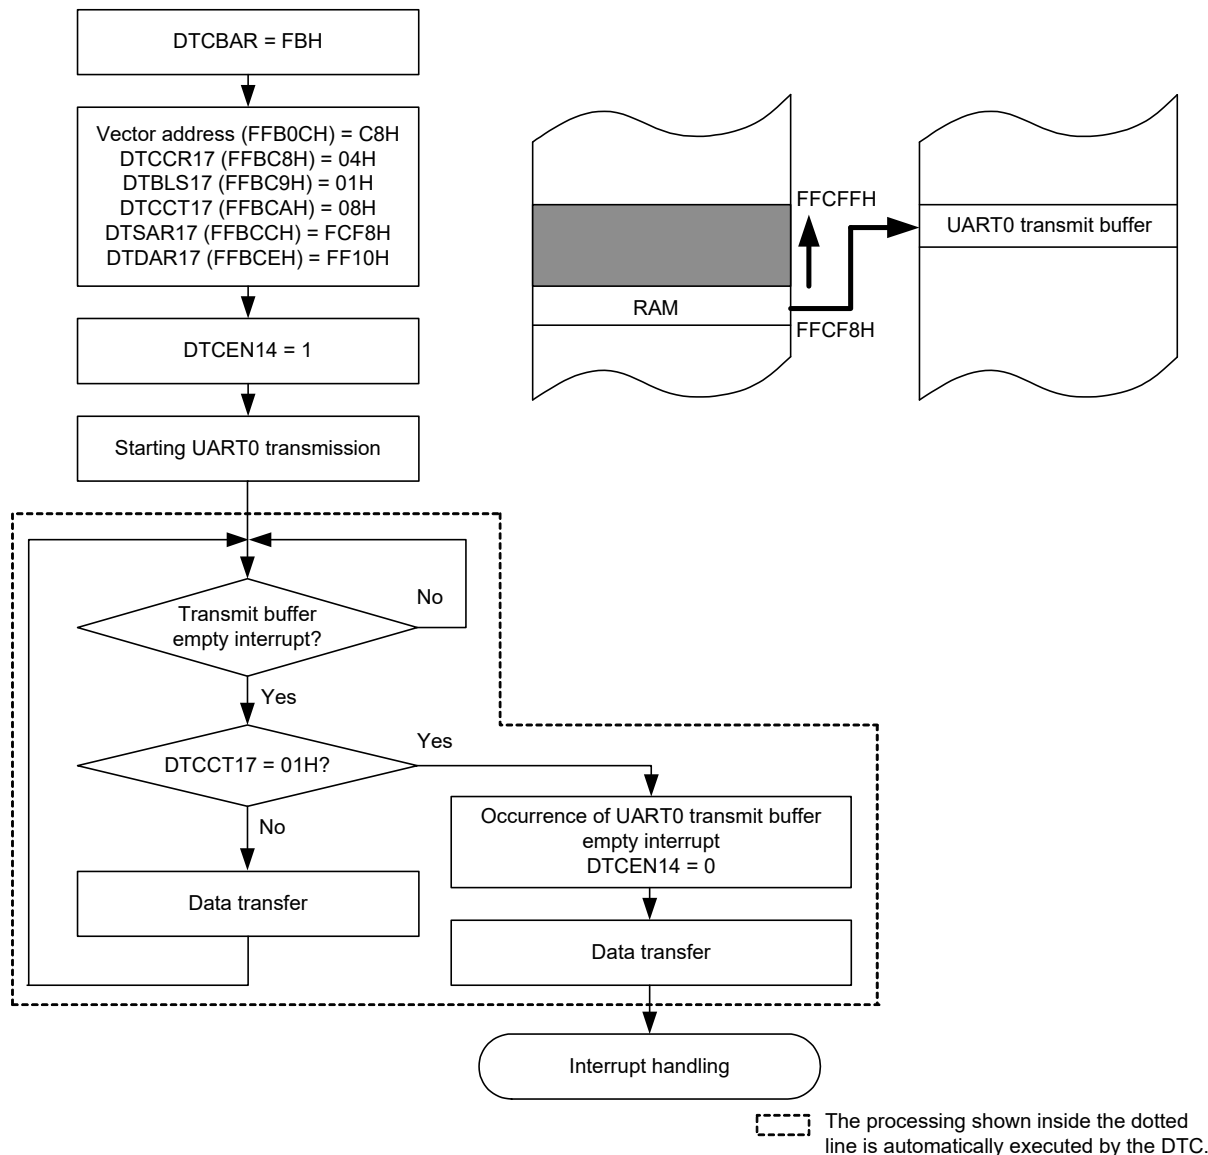 DTCBAR = FBH
Vector address (FFB0CH) = C8H
DTCCR17 (FFBC8H) = 04H
DTBLS17 (FFBC9H) = 01H
DTCCT17 (FFBCAH) = 08H
DTSAR17 (FFBCCH) = FCF8H
DTDAR17 (FFBCEH) = FF10H
DTCEN14 = 1
Starting UART0 transmission
FFCFFH
UART0 transmit buffer
RAM
FFCF8H
Transmit buffer
empty interrupt?
No
Yes
DTCCT17 = 01H?
Yes
No
Data transfer
Occurrence of UART0 transmit buffer
empty interrupt
DTCEN14 = 0
Data transfer
Interrupt handling
The processing shown inside the dotted
line is automatically executed by the DTC.